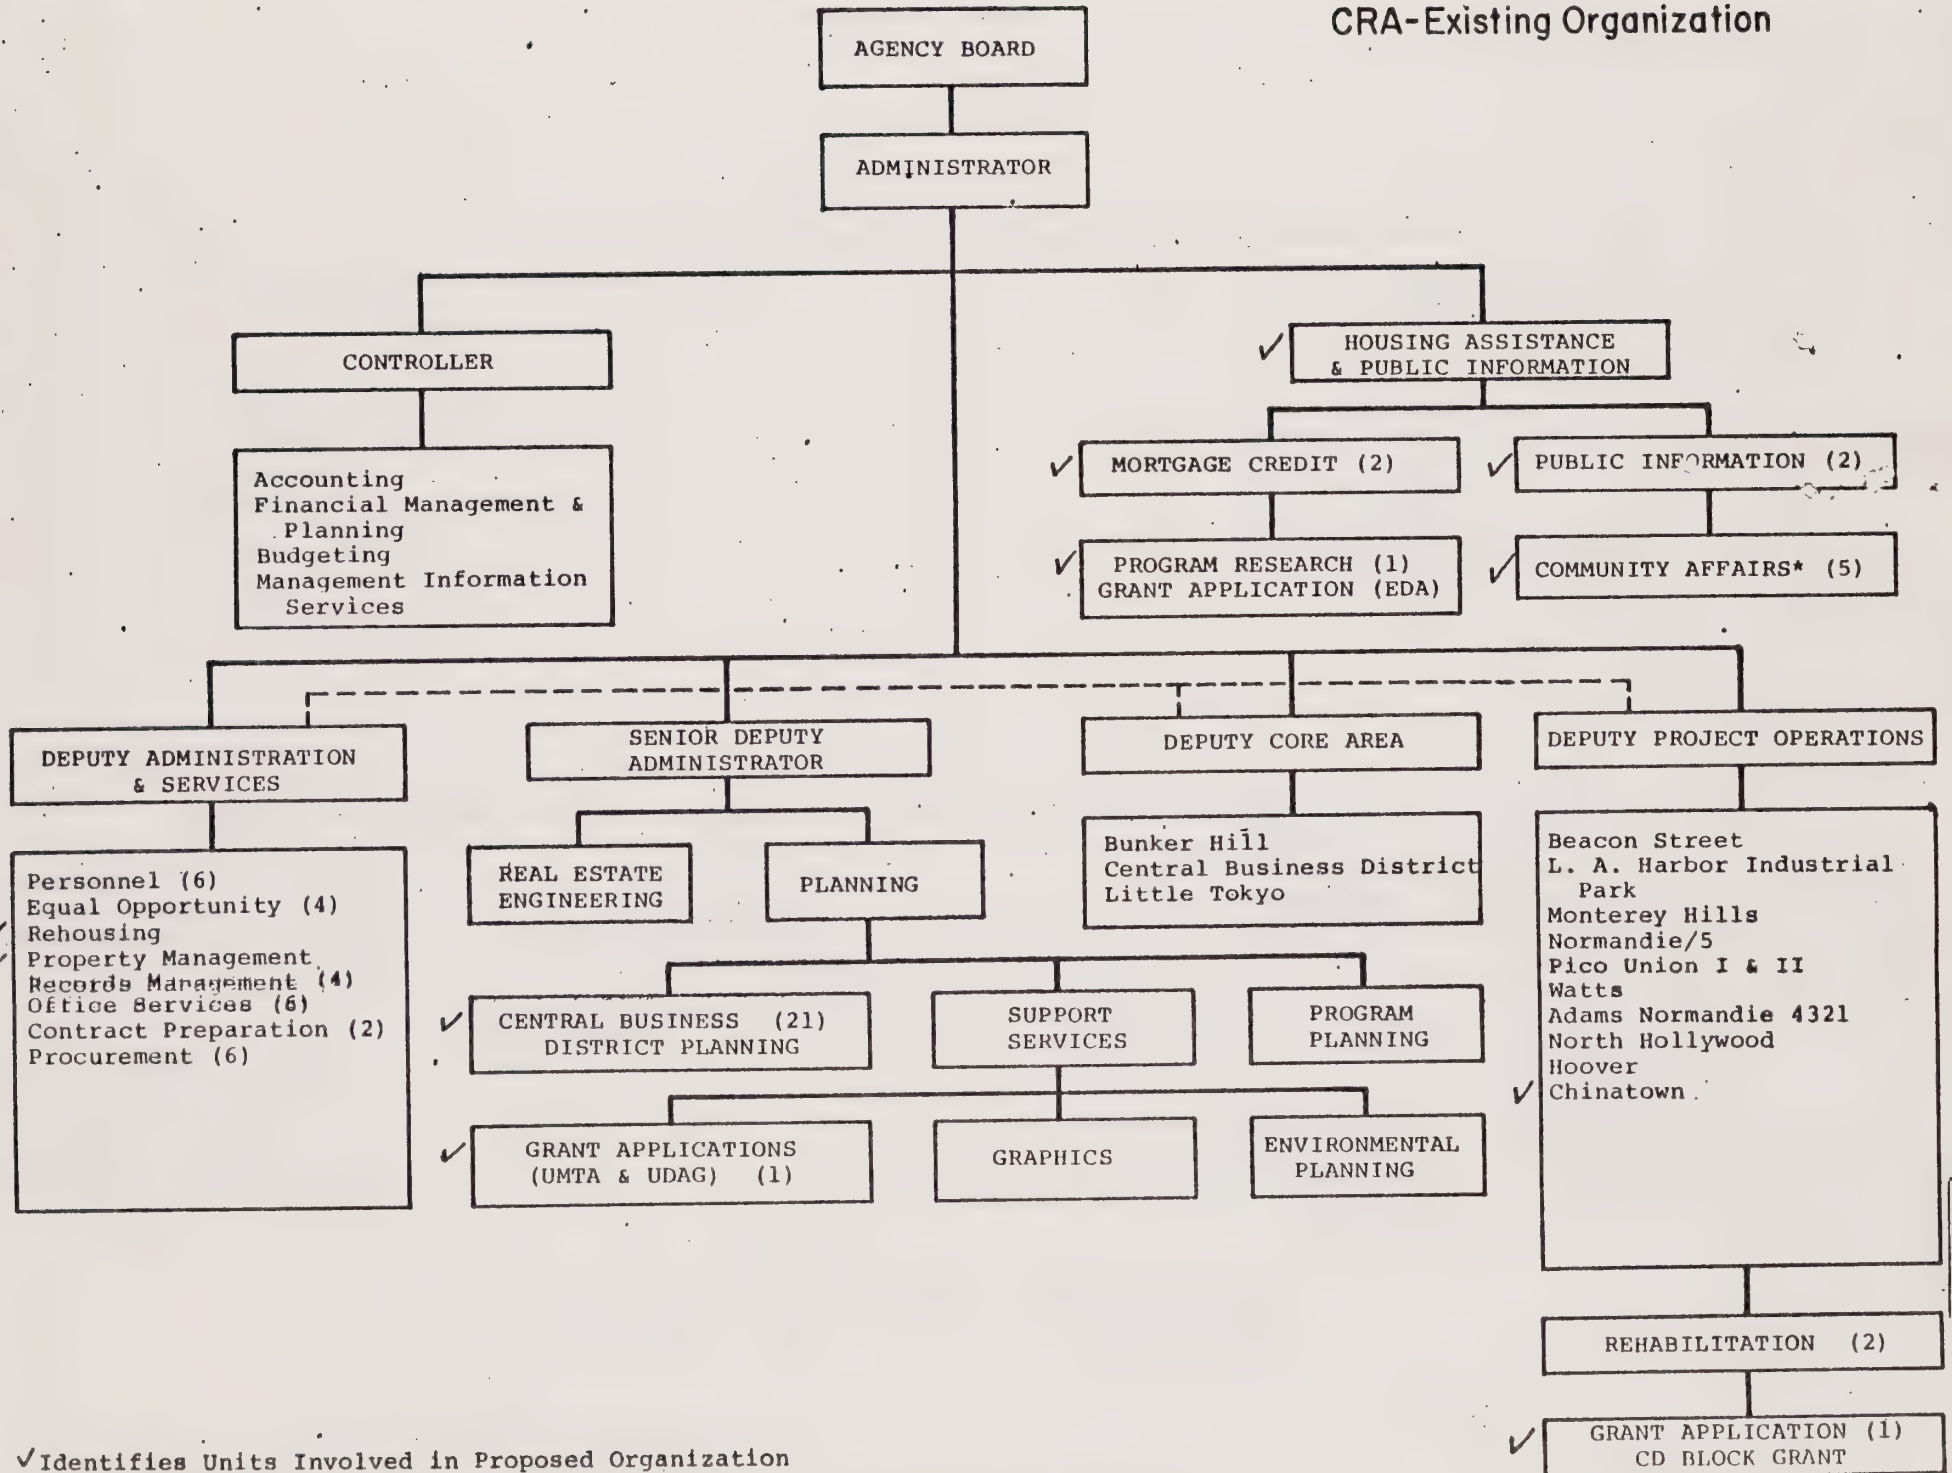 CRA-Existing Organization
AGENCY BOARD
ADMINISTRATOR
CONTROLLER
Accounting
Financial Management &
Planning
Budgeting
Management Information
Services
✓ HOUSING ASSISTANCE
& PUBLIC INFORMATION
✓ MORTGAGE CREDIT (2)
✓ PUBLIC INFORMATION (2)
✓ PROGRAM RESEARCH (1)
GRANT APPLICATION (EDA)
✓ COMMUNITY AFFAIRS* (5)
DEPUTY ADMINISTRATION
& SERVICES
Personnel (6)
Equal Opportunity (4)
✓ Rehousing
✓ Property Management
Records Management (4)
Office Services (6)
Contract Preparation (2)
Procurement (6)
SENIOR DEPUTY
ADMINISTRATOR
REAL ESTATE
ENGINEERING
PLANNING
✓ CENTRAL BUSINESS (21)
DISTRICT PLANNING
SUPPORT
SERVICES
PROGRAM
PLANNING
✓ GRANT APPLICATIONS
(UMTA & UDAG) (1)
GRAPHICS
ENVIRONMENTAL
PLANNING
DEPUTY CORE AREA
Bunker Hill
Central Business District
Little Tokyo
DEPUTY PROJECT OPERATIONS
Beacon Street
L. A. Harbor Industrial
Park
Monterey Hills
Normandie/5
Pico Union I & II
Watts
Adams Normandie 4321
North Hollywood
Hoover
✓ Chinatown
REHABILITATION (2)
✓ GRANT APPLICATION (1)
CD BLOCK GRANT
✓Identifies Units Involved in Proposed Organization